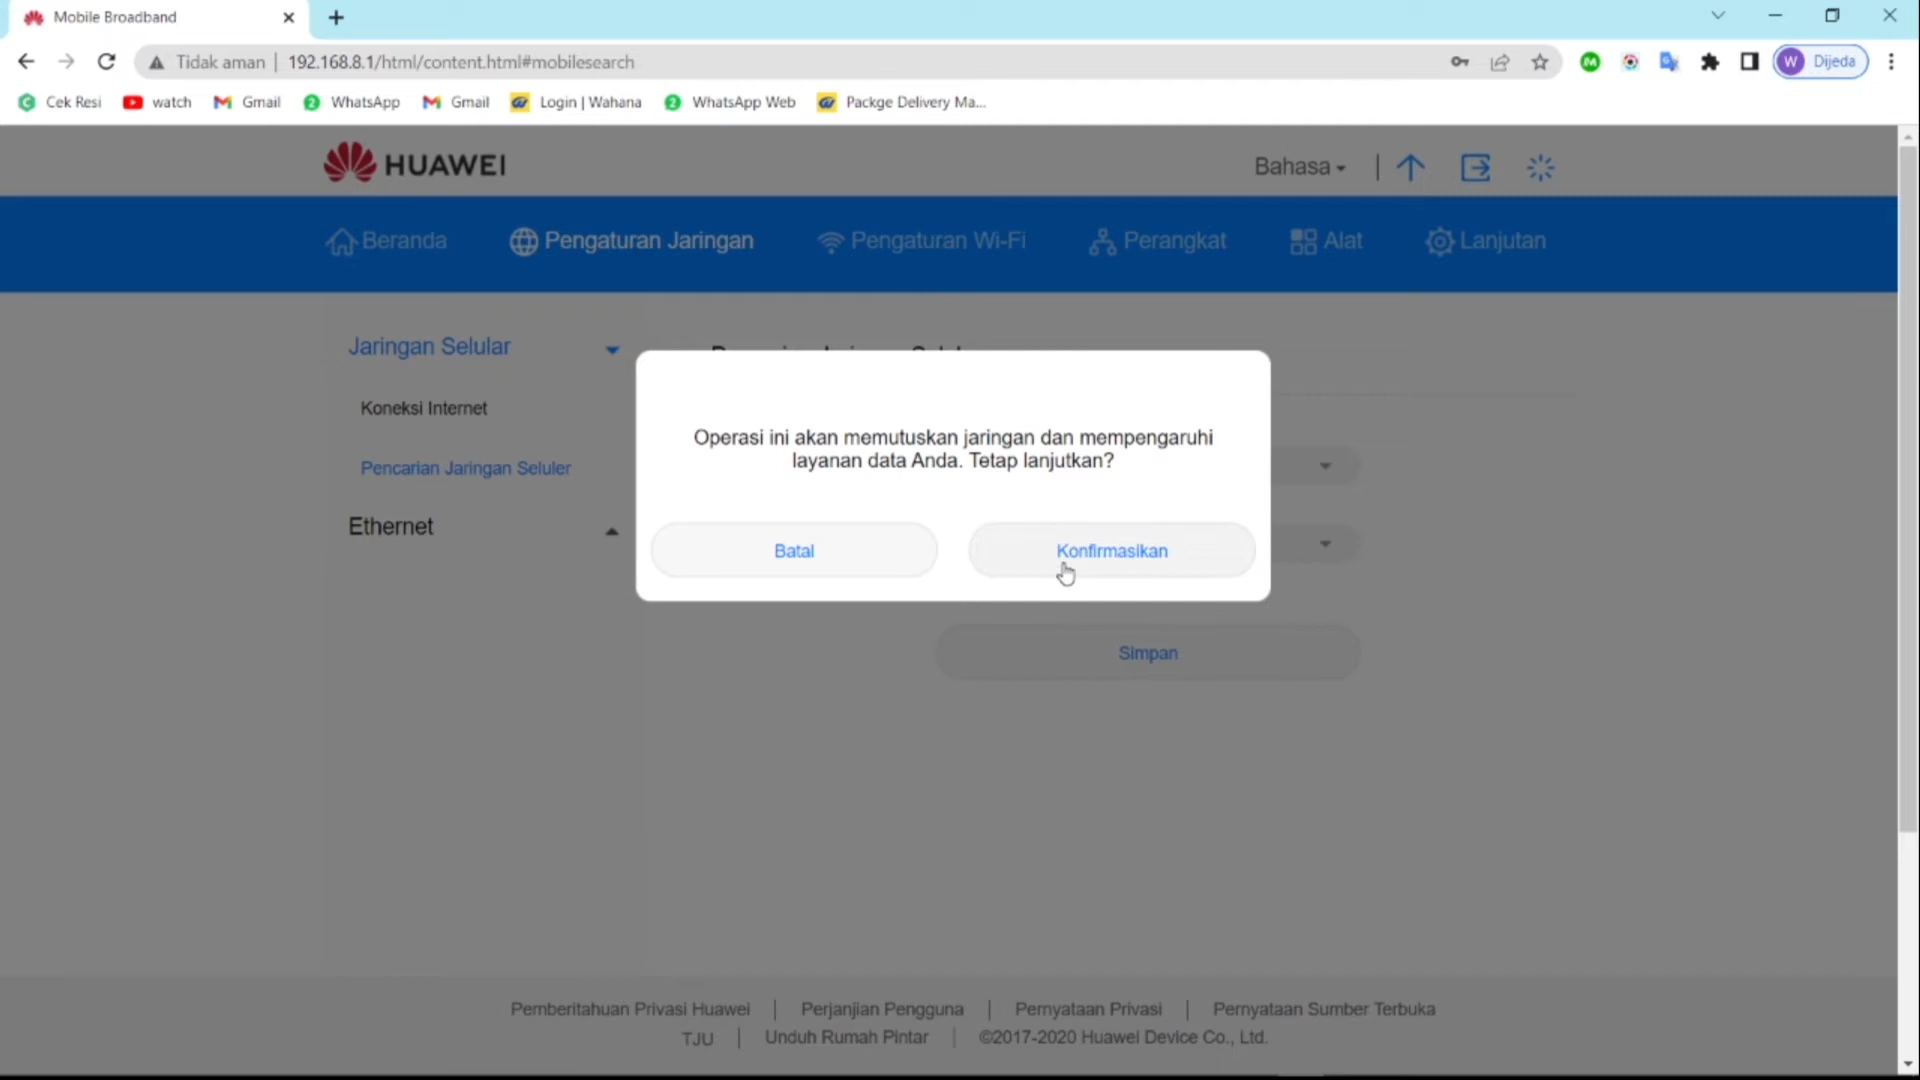 Mobile Broadband
Tidak aman | 192.168.8.1/html/content.html#mobilesearch
W Dijeda
Cek Resi watch Gmail WhatsApp Gmail Login | Wahana WhatsApp Web Packge Delivery Ma...
HUAWEI
Bahasa
Beranda Pengaturan Jaringan Pengaturan Wi-Fi Perangkat Alat Lanjutan
Jaringan Selular
Koneksi Internet
Pencarian Jaringan Seluler
Ethernet
Operasi ini akan memutuskan jaringan dan mempengaruhi
layanan data Anda. Tetap lanjutkan?
Batal Konfirmasikan
Simpan
Pemberitahuan Privasi Huawei | Perjanjian Pengguna | Pernyataan Privasi | Pernyataan Sumber Terbuka
TJU | Unduh Rumah Pintar | ©2017-2020 Huawei Device Co., Ltd.